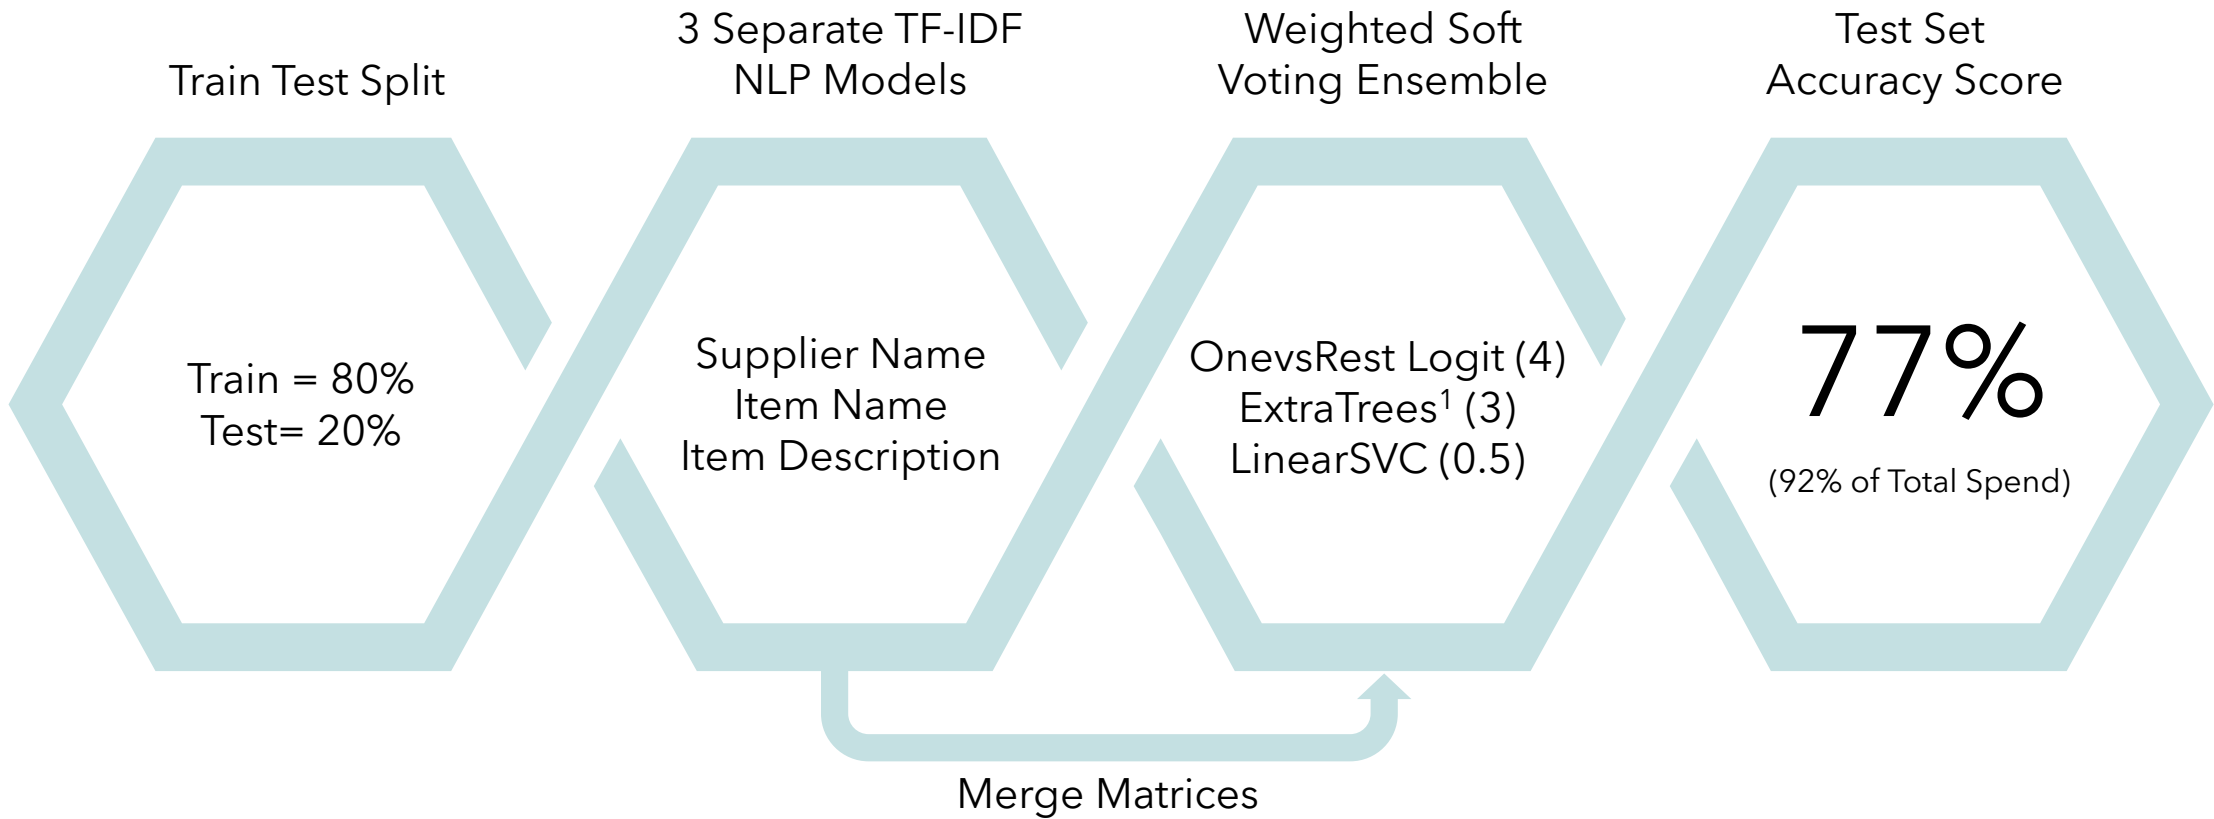 Train Test Split
3 Separate TF-IDF
NLP Models
Weighted Soft
Voting Ensemble
Test Set
Accuracy Score
Train = 80%
Test= 20%
Supplier Name
Item Name
Item Description
OnevsRest Logit (4)
ExtraTrees¹ (3)
LinearSVC (0.5)
77%
(92% of Total Spend)
Merge Matrices